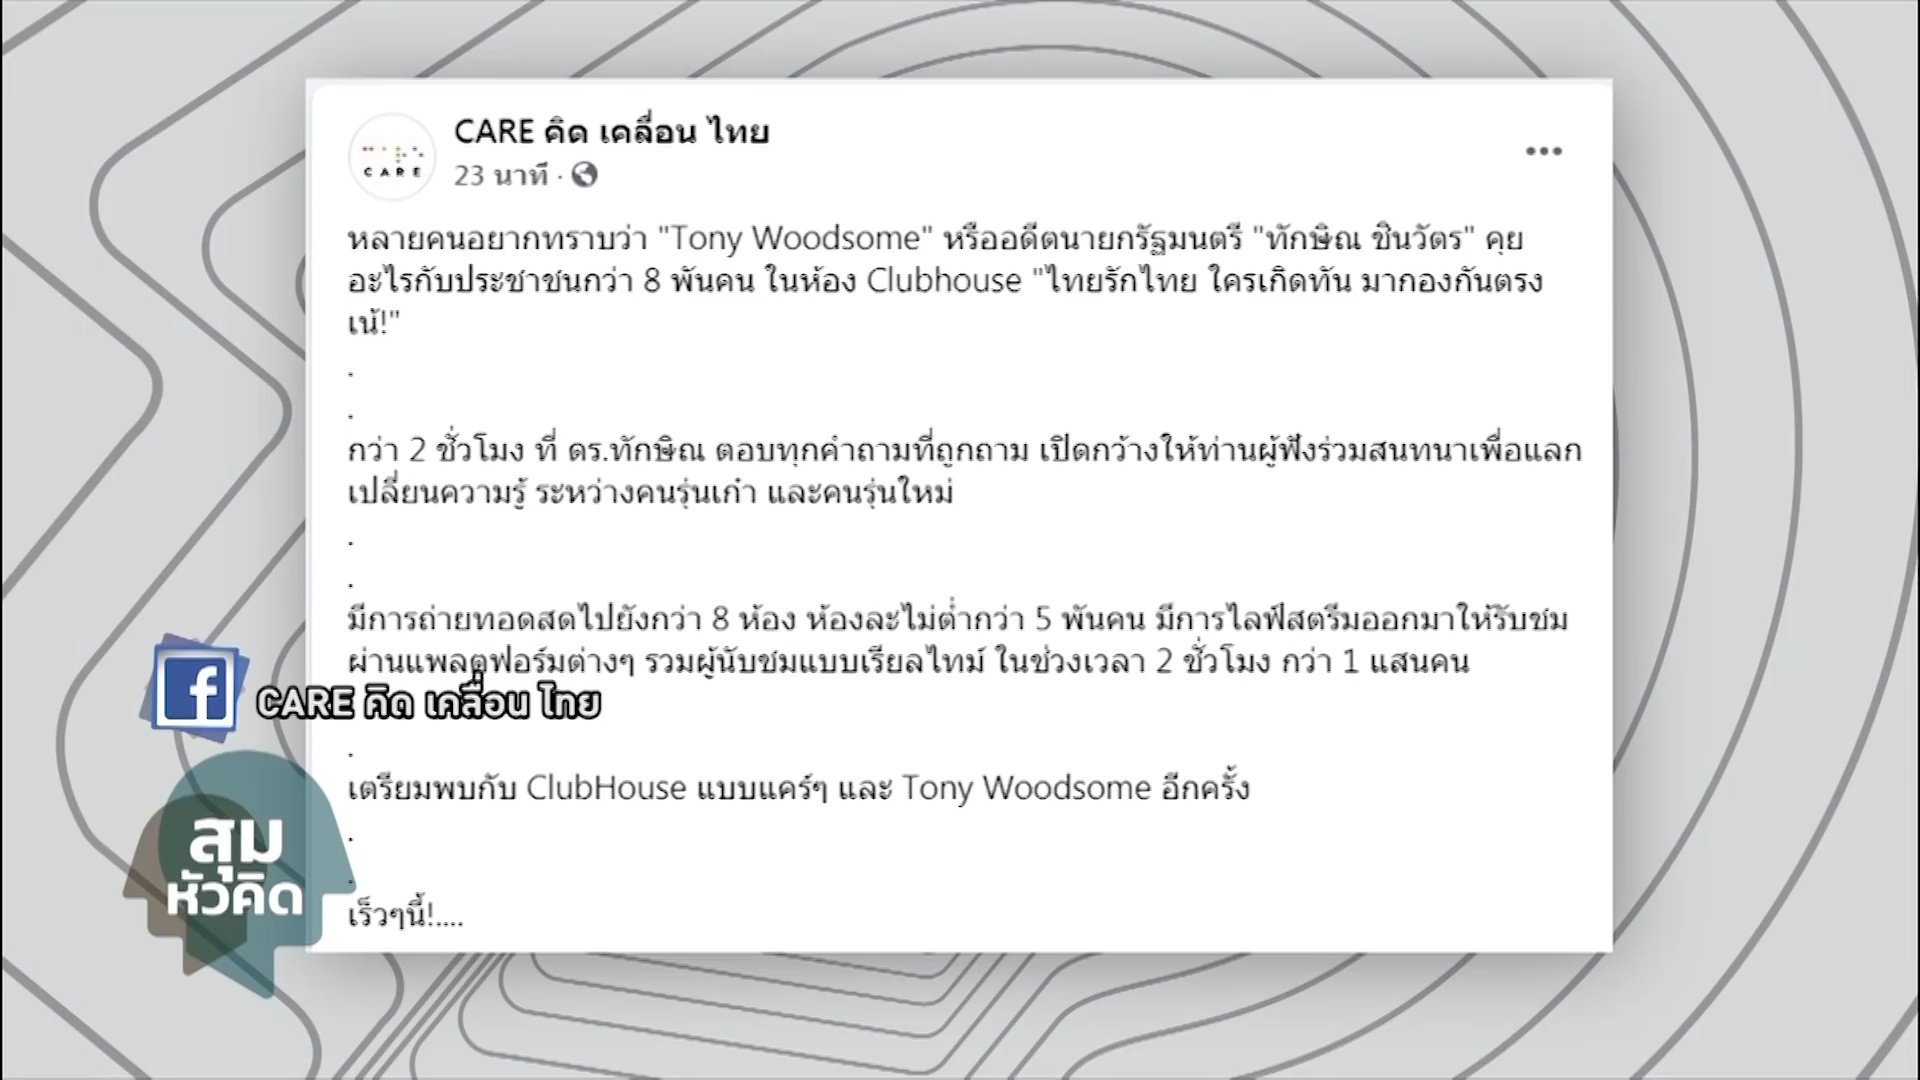 CARE คิด เคลื่อน ไทย
23 นาที ·
CARE
หลายคนอยากทราบว่า "Tony Woodsome" หรืออดีตนายกรัฐมนตรี "ทักษิณ ชินวัตร" คุย
อะไรกับประชาชนกว่า 8 พันคน ในห้อง Clubhouse "ไทยรักไทย ใครเกิดทัน มากองกันตรง
เน้!"
.
.
กว่า 2 ชั่วโมง ที่ ดร.ทักษิณ ตอบทุกคำถามที่ถูกถาม เปิดกว้างให้ท่านผู้ฟังร่วมสนทนาเพื่อแลก
เปลี่ยนความรู้ ระหว่างคนรุ่นเก๋า และคนรุ่นใหม่
.
.
มีการถ่ายทอดสดไปยังกว่า 8 ห้อง ห้องละไม่ต่ำกว่า 5 พันคน มีการไลฟ์สตรีมออกมาให้รับชม
ผ่านแพลตฟอร์มต่างๆ รวมผู้นับชมแบบเรียลไทม์ ในช่วงเวลา 2 ชั่วโมง กว่า 1 แสนคน
f CARE คิด เคลื่อน ไทย
.
เตรียมพบกับ ClubHouse แบบแคร์ๆ และ Tony Woodsome อีกครั้ง
.
.
เร็วๆนี้!....
สุม
หัวคิด